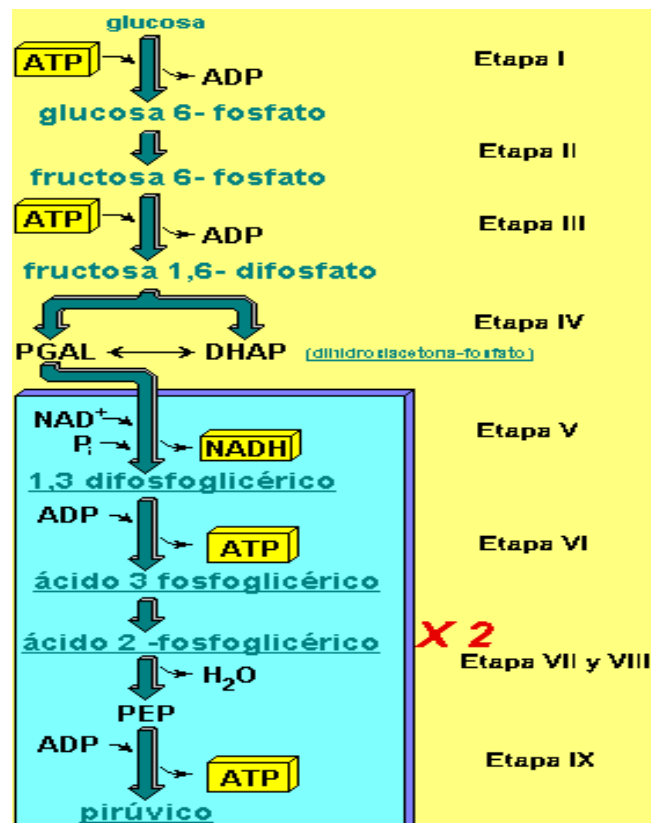 glucosa
ATP
ADP
Etapa I
glucosa 6- fosfato
Etapa II
fructosa 6- fosfato
ATP
ADP
Etapa III
fructosa 1,6- difosfato
Etapa IV
PGAL DHAP (dihidroxiacetona-fosfato)
NAD+
Pi
NADH
Etapa V
1,3 difosfoglicérico
ADP
ATP
Etapa VI
ácido 3 fosfoglicérico
X 2
ácido 2 -fosfoglicérico
H2O
Etapa VII y VIII
PEP
ADP
ATP
Etapa IX
pirúvico